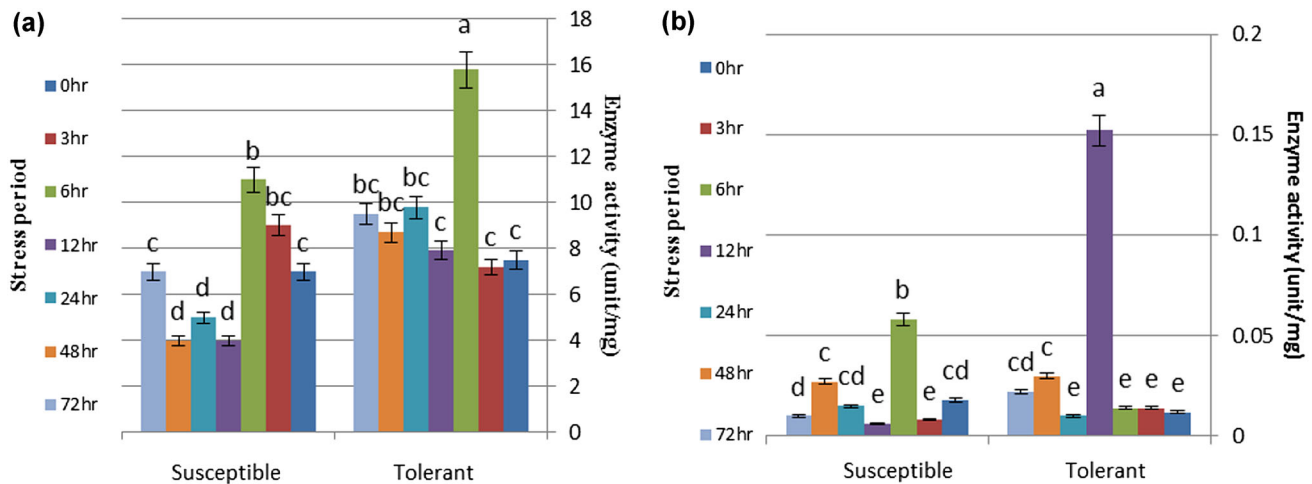 (a)
Stress period
0hr
3hr
6hr
12hr
24hr
48hr
72hr
c
d
d
d
b
bc
c
bc
bc
bc
c
a
c
c
18
16
14
12
10
8
6
4
2
0
Enzyme activity (unit/mg)
Susceptible
Tolerant
(b)
Stress period
0hr
3hr
6hr
12hr
24hr
48hr
72hr
d
c
cd
e
b
e
cd
cd
c
e
a
e
e
e
0.2
0.15
0.1
0.05
0
Enzyme activity (unit/mg)
Susceptible
Tolerant